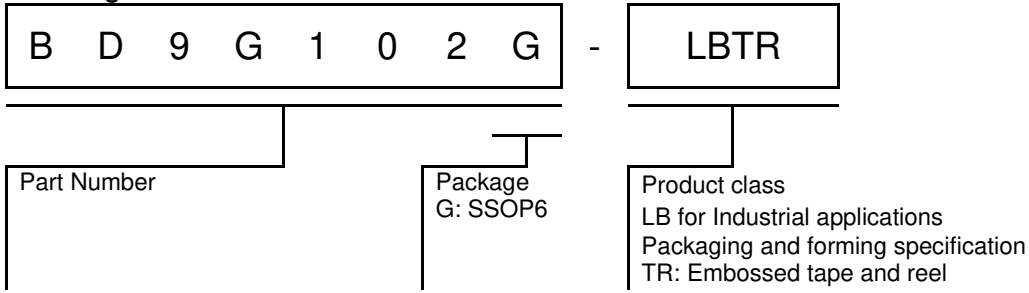 B D 9 G 1 0 2 G - LBTR
Part Number
Package
G: SSOP6
Product class
LB for Industrial applications
Packaging and forming specification
TR: Embossed tape and reel